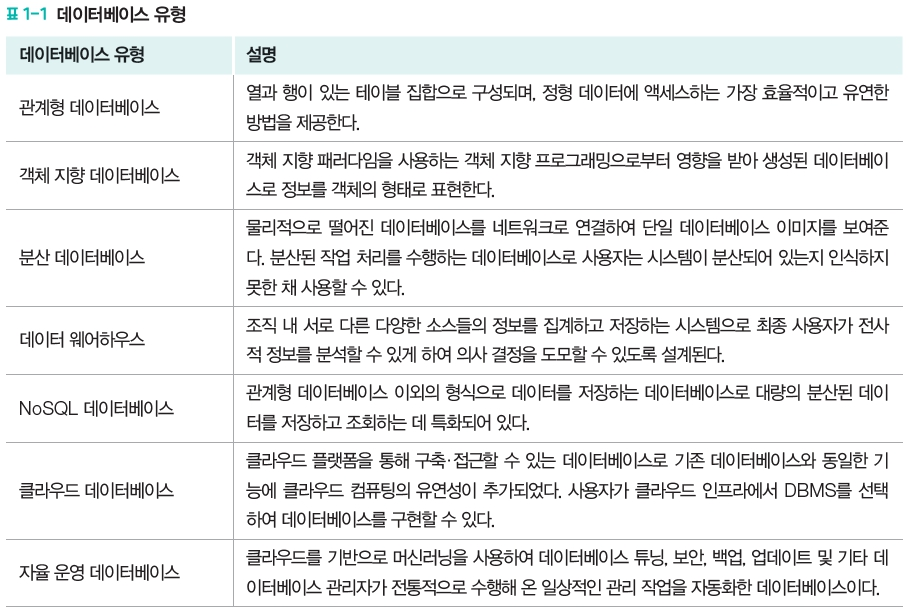 표 1-1 데이터베이스 유형
데이터베이스 유형
설명
관계형 데이터베이스
열과 행이 있는 테이블 집합으로 구성되며, 정형 데이터에 액세스하는 가장 효율적이고 유연한
방법을 제공한다.
객체 지향 데이터베이스
객체 지향 패러다임을 사용하는 객체 지향 프로그래밍으로부터 영향을 받아 생성된 데이터베이
스로 정보를 객체의 형태로 표현한다.
분산 데이터베이스
물리적으로 떨어진 데이터베이스를 네트워크로 연결하여 단일 데이터베이스 이미지를 보여준
다. 분산된 작업 처리를 수행하는 데이터베이스로 사용자는 시스템이 분산되어 있는지 인식하지
못한 채 사용할 수 있다.
데이터 웨어하우스
조직 내 서로 다른 다양한 소스들의 정보를 집계하고 저장하는 시스템으로 최종 사용자가 전사
적 정보를 분석할 수 있게 하여 의사 결정을 도모할 수 있도록 설계된다.
NoSQL 데이터베이스
관계형 데이터베이스 이외의 형식으로 데이터를 저장하는 데이터베이스로 대량의 분산된 데이
터를 저장하고 조회하는 데 특화되어 있다.
클라우드 데이터베이스
클라우드 플랫폼을 통해 구축·접근할 수 있는 데이터베이스로 기존 데이터베이스와 동일한 기
능에 클라우드 컴퓨팅의 유연성이 추가되었다. 사용자가 클라우드 인프라에서 DBMS를 선택
하여 데이터베이스를 구현할 수 있다.
자율 운영 데이터베이스
클라우드를 기반으로 머신러닝을 사용하여 데이터베이스 튜닝, 보안, 백업, 업데이트 및 기타 데
이터베이스 관리자가 전통적으로 수행해 온 일상적인 관리 작업을 자동화한 데이터베이스이다.